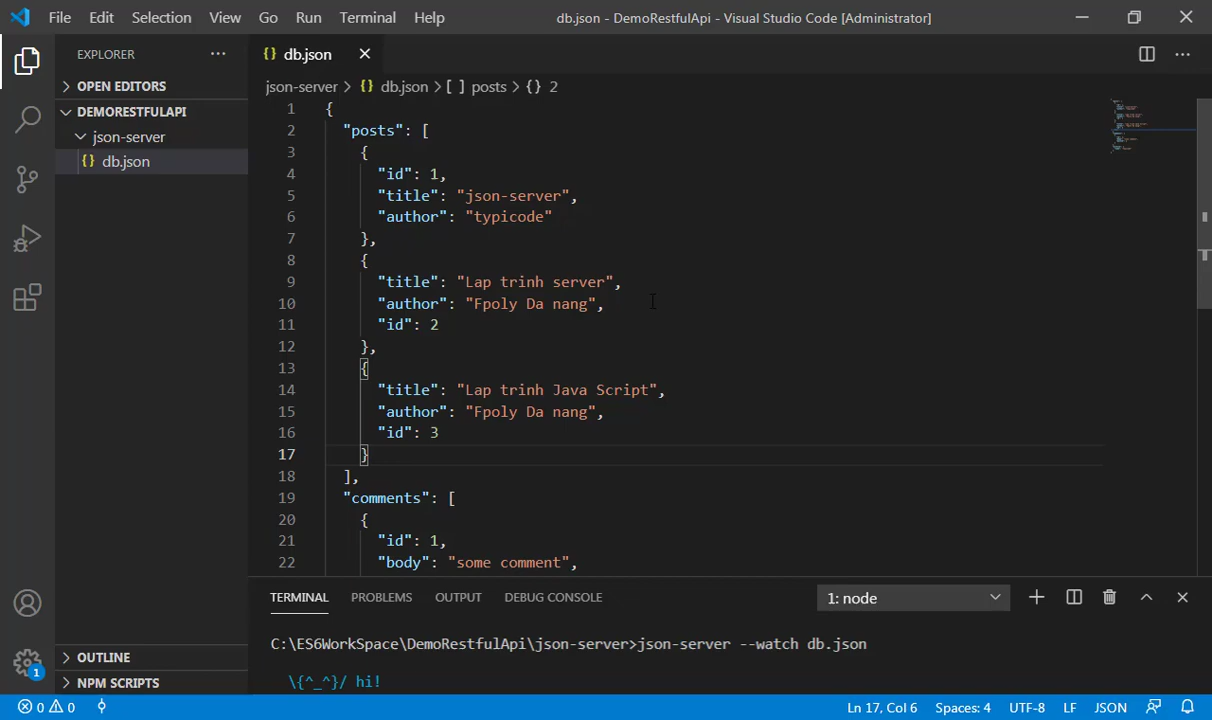 File Edit Selection View Go Run Terminal Help db.json - DemoRestfulApi - Visual Studio Code [Administrator]
EXPLORER
OPEN EDITORS
DEMORESTFULAPI
json-server
{} db.json
OUTLINE
NPM SCRIPTS
1
{} db.json
json-server > {} db.json > [ ] posts > {} 2
1 {
2 "posts": [
3 {
4 "id": 1,
5 "title": "json-server",
6 "author": "typicode"
7 },
8 {
9 "title": "Lap trinh server",
10 "author": "Fpoly Da nang",
11 "id": 2
12 },
13 {
14 "title": "Lap trinh Java Script",
15 "author": "Fpoly Da nang",
16 "id": 3
17 }
18 ],
19 "comments": [
20 {
21 "id": 1,
22 "body": "some comment",
TERMINAL PROBLEMS OUTPUT DEBUG CONSOLE 1: node
C:\ES6WorkSpace\DemoRestfulApi\json-server>json-server --watch db.json
\{^_^}/ hi!
0 0 Ln 17, Col 6 Spaces: 4 UTF-8 LF JSON